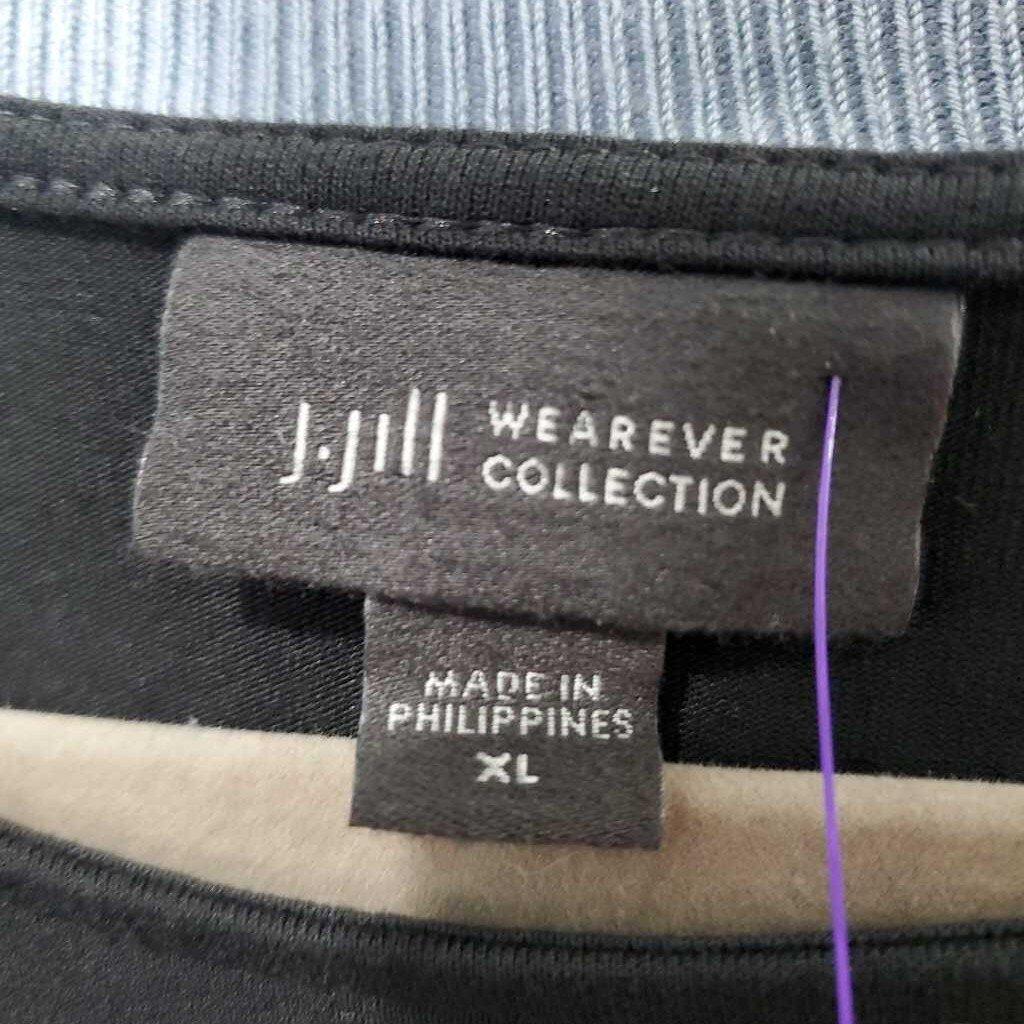 J.Jill WEAREVER
COLLECTION
MADE IN
PHILIPPINES
XL